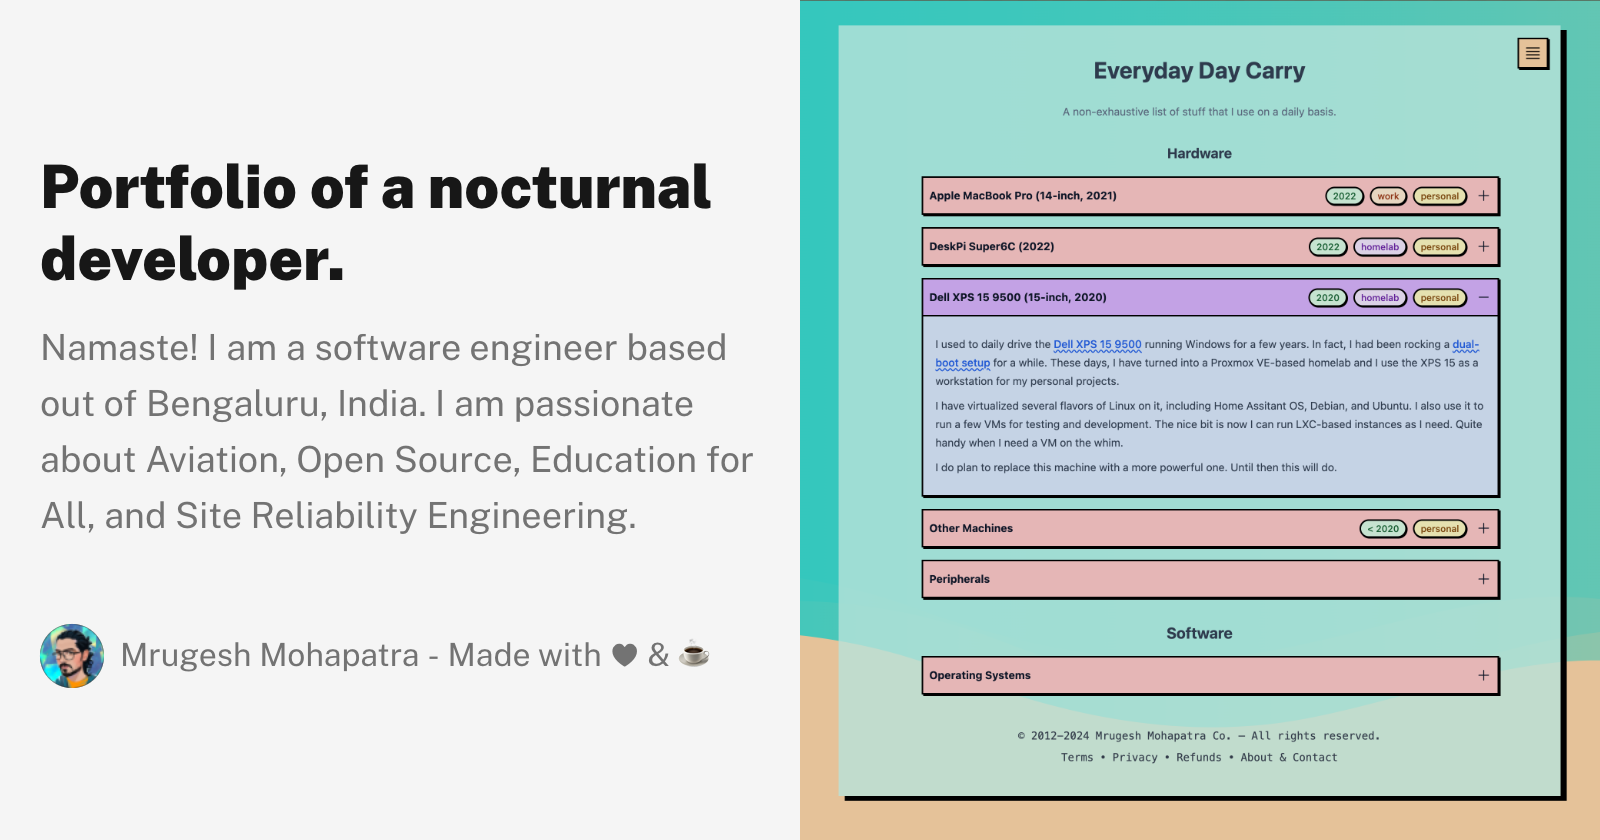 Portfolio of a nocturnal
developer.
Namaste! I am a software engineer based
out of Bengaluru, India. I am passionate
about Aviation, Open Source, Education for
All, and Site Reliability Engineering.
Mrugesh Mohapatra - Made with 🖤 & ☕
Everyday Day Carry
A non-exhaustive list of stuff that I use on a daily basis.
Hardware
Apple MacBook Pro (14-inch, 2021) 2022 work personal +
DeskPi Super6C (2022) 2022 homelab personal +
Dell XPS 15 9500 (15-inch, 2020) 2020 homelab personal −
I used to daily drive the Dell XPS 15 9500 running Windows for a few years. In fact, I had been rocking a dual-
boot setup for a while. These days, I have turned into a Proxmox VE-based homelab and I use the XPS 15 as a
workstation for my personal projects.
I have virtualized several flavors of Linux on it, including Home Assitant OS, Debian, and Ubuntu. I also use it to
run a few VMs for testing and development. The nice bit is now I can run LXC-based instances as I need. Quite
handy when I need a VM on the whim.
I do plan to replace this machine with a more powerful one. Until then this will do.
Other Machines < 2020 personal +
Peripherals +
Software
Operating Systems +
© 2012–2024 Mrugesh Mohapatra Co. — All rights reserved.
Terms • Privacy • Refunds • About & Contact